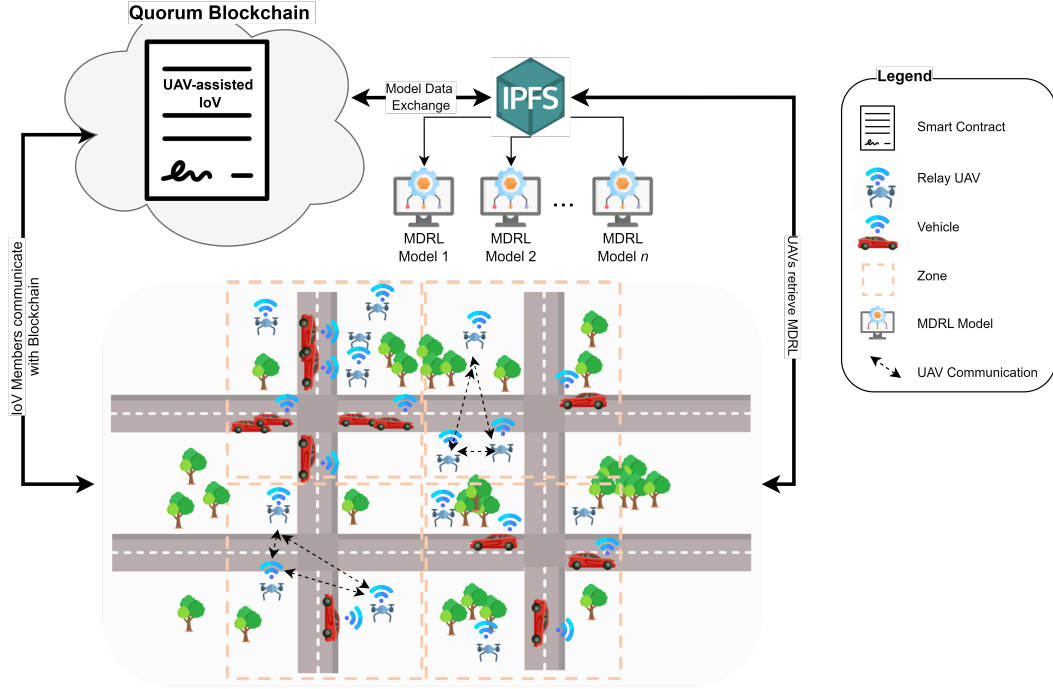 Quorum Blockchain
UAV-assisted
IoV
Model Data
Exchange
IPFS
MDRL
Model 1
MDRL
Model 2
...
MDRL
Model n
IoV Members communicate
with Blockchain
UAVs retrieve MDRL
Legend
Smart Contract
Relay UAV
Vehicle
Zone
MDRL Model
UAV Communication